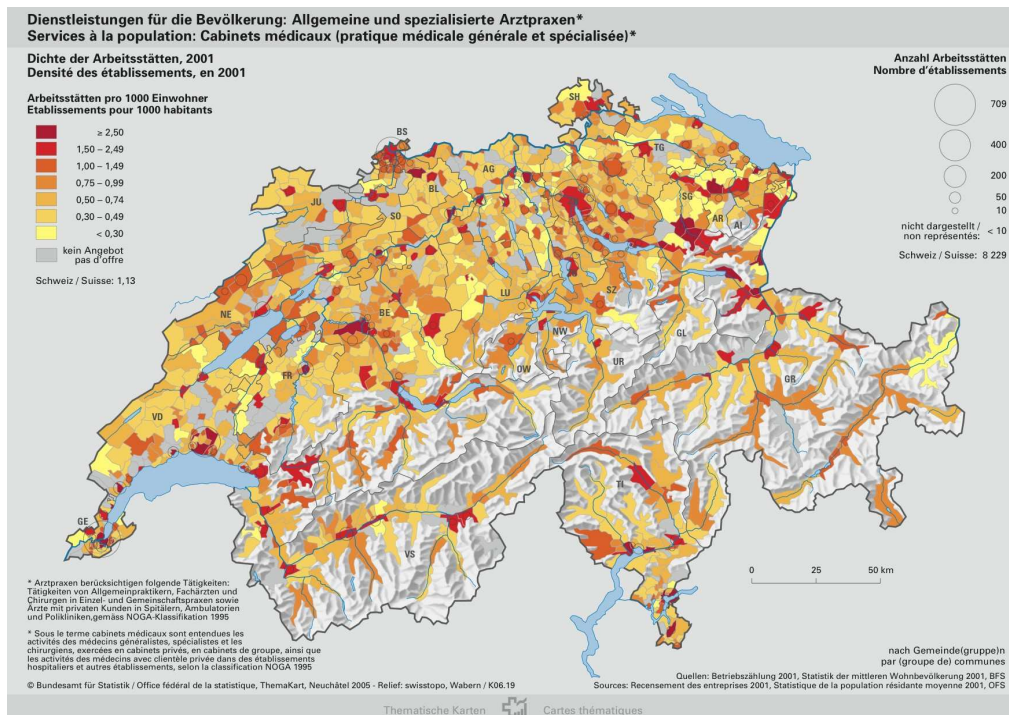 Dienstleistungen für die Bevölkerung: Allgemeine und spezialisierte Arztpraxen*
Services à la population: Cabinets médicaux (pratique médicale générale et spécialisée)*
Dichte der Arbeitsstätten, 2001
Densité des établissements, en 2001
Arbeitsstätten pro 1000 Einwohner
Etablissements pour 1000 habitants
≥ 2,50
1,50 – 2,49
1,00 – 1,49
0,75 – 0,99
0,50 – 0,74
0,30 – 0,49
< 0,30
kein Angebot
pas d'offre
Schweiz / Suisse: 1,13
Anzahl Arbeitsstätten
Nombre d'établissements
709
400
200
50
10
nicht dargestellt /
non représentés: < 10
Schweiz / Suisse: 8 229
SH
BS
TG
AG
BL
JU
SO
SG
AR
AI
LU
SZ
NE
BE
NW
GL
UR
OW
FR
GR
VD
TI
GE
VS
0 25 50 km
* Arztpraxen berücksichtigen folgende Tätigkeiten:
Tätigkeiten von Allgemeinpraktikern, Fachärzten und
Chirurgen in Einzel- und Gemeinschaftspraxen sowie
Ärzte mit privaten Kunden in Spitälern, Ambulatorien
und Polikliniken,gemäss NOGA-Klassifikation 1995
* Sous le terme cabinets médicaux sont entendues les
activités des médecins généralistes, spécialistes et les
chirurgiens, exercées en cabinets privés, en cabinets de groupe, ainsi que
les activités des médecins avec clientèle privée dans des établissements
hospitaliers et autres établissements, selon la classification NOGA 1995
nach Gemeinde(gruppe)n
par (groupe de) communes
Quellen: Betriebszählung 2001, Statistik der mittleren Wohnbevölkerung 2001, BFS
© Bundesamt für Statistik / Office fédéral de la statistique, ThemaKart, Neuchâtel 2005 - Relief: swisstopo, Wabern / K06.19
Sources: Recensement des entreprises 2001, Statistique de la population résidante moyenne 2001, OFS
Thematische Karten Cartes thématiques